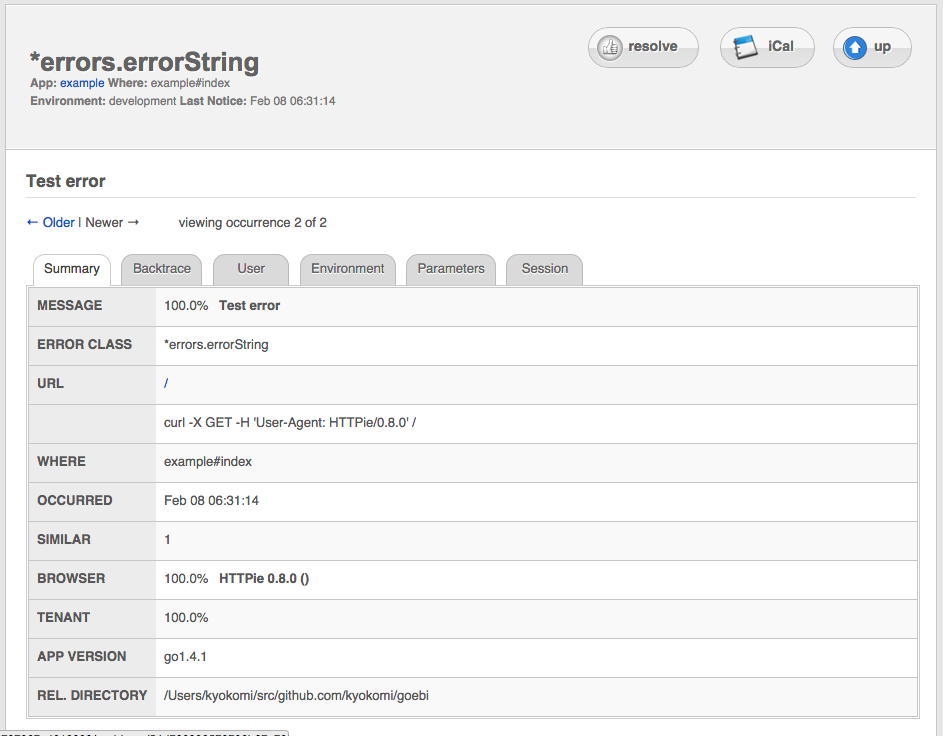 *errors.errorString
resolve
iCal
up
App: example Where: example#index
Environment: development Last Notice: Feb 08 06:31:14
Test error
← Older | Newer → viewing occurrence 2 of 2
Summary Backtrace User Environment Parameters Session
MESSAGE 100.0% Test error
ERROR CLASS *errors.errorString
URL /
curl -X GET -H 'User-Agent: HTTPie/0.8.0' /
WHERE example#index
OCCURRED Feb 08 06:31:14
SIMILAR 1
BROWSER 100.0% HTTPie 0.8.0 ()
TENANT 100.0%
APP VERSION go1.4.1
REL. DIRECTORY /Users/kyokomi/src/github.com/kyokomi/goebi